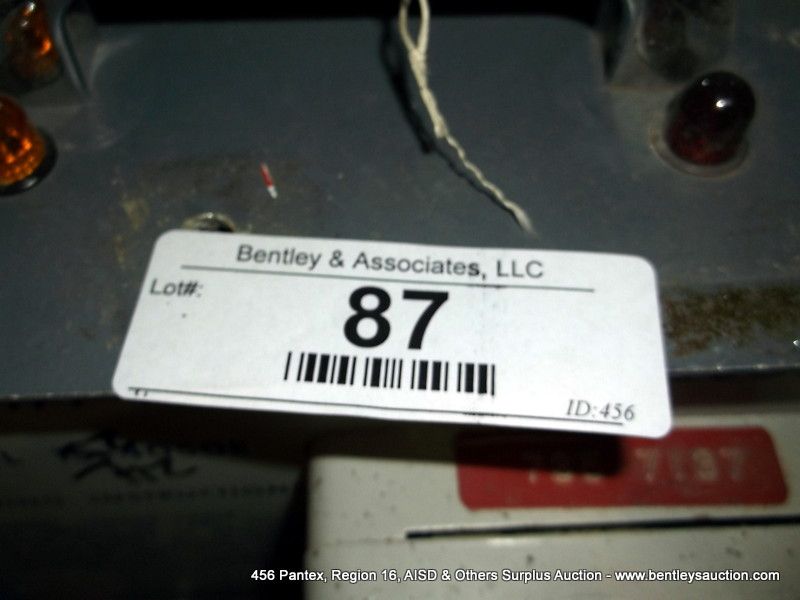 Bentley & Associates, LLC
Lot#:
87
ID:456
456 Pantex, Region 16, AISD & Others Surplus Auction - www.bentleysauction.com